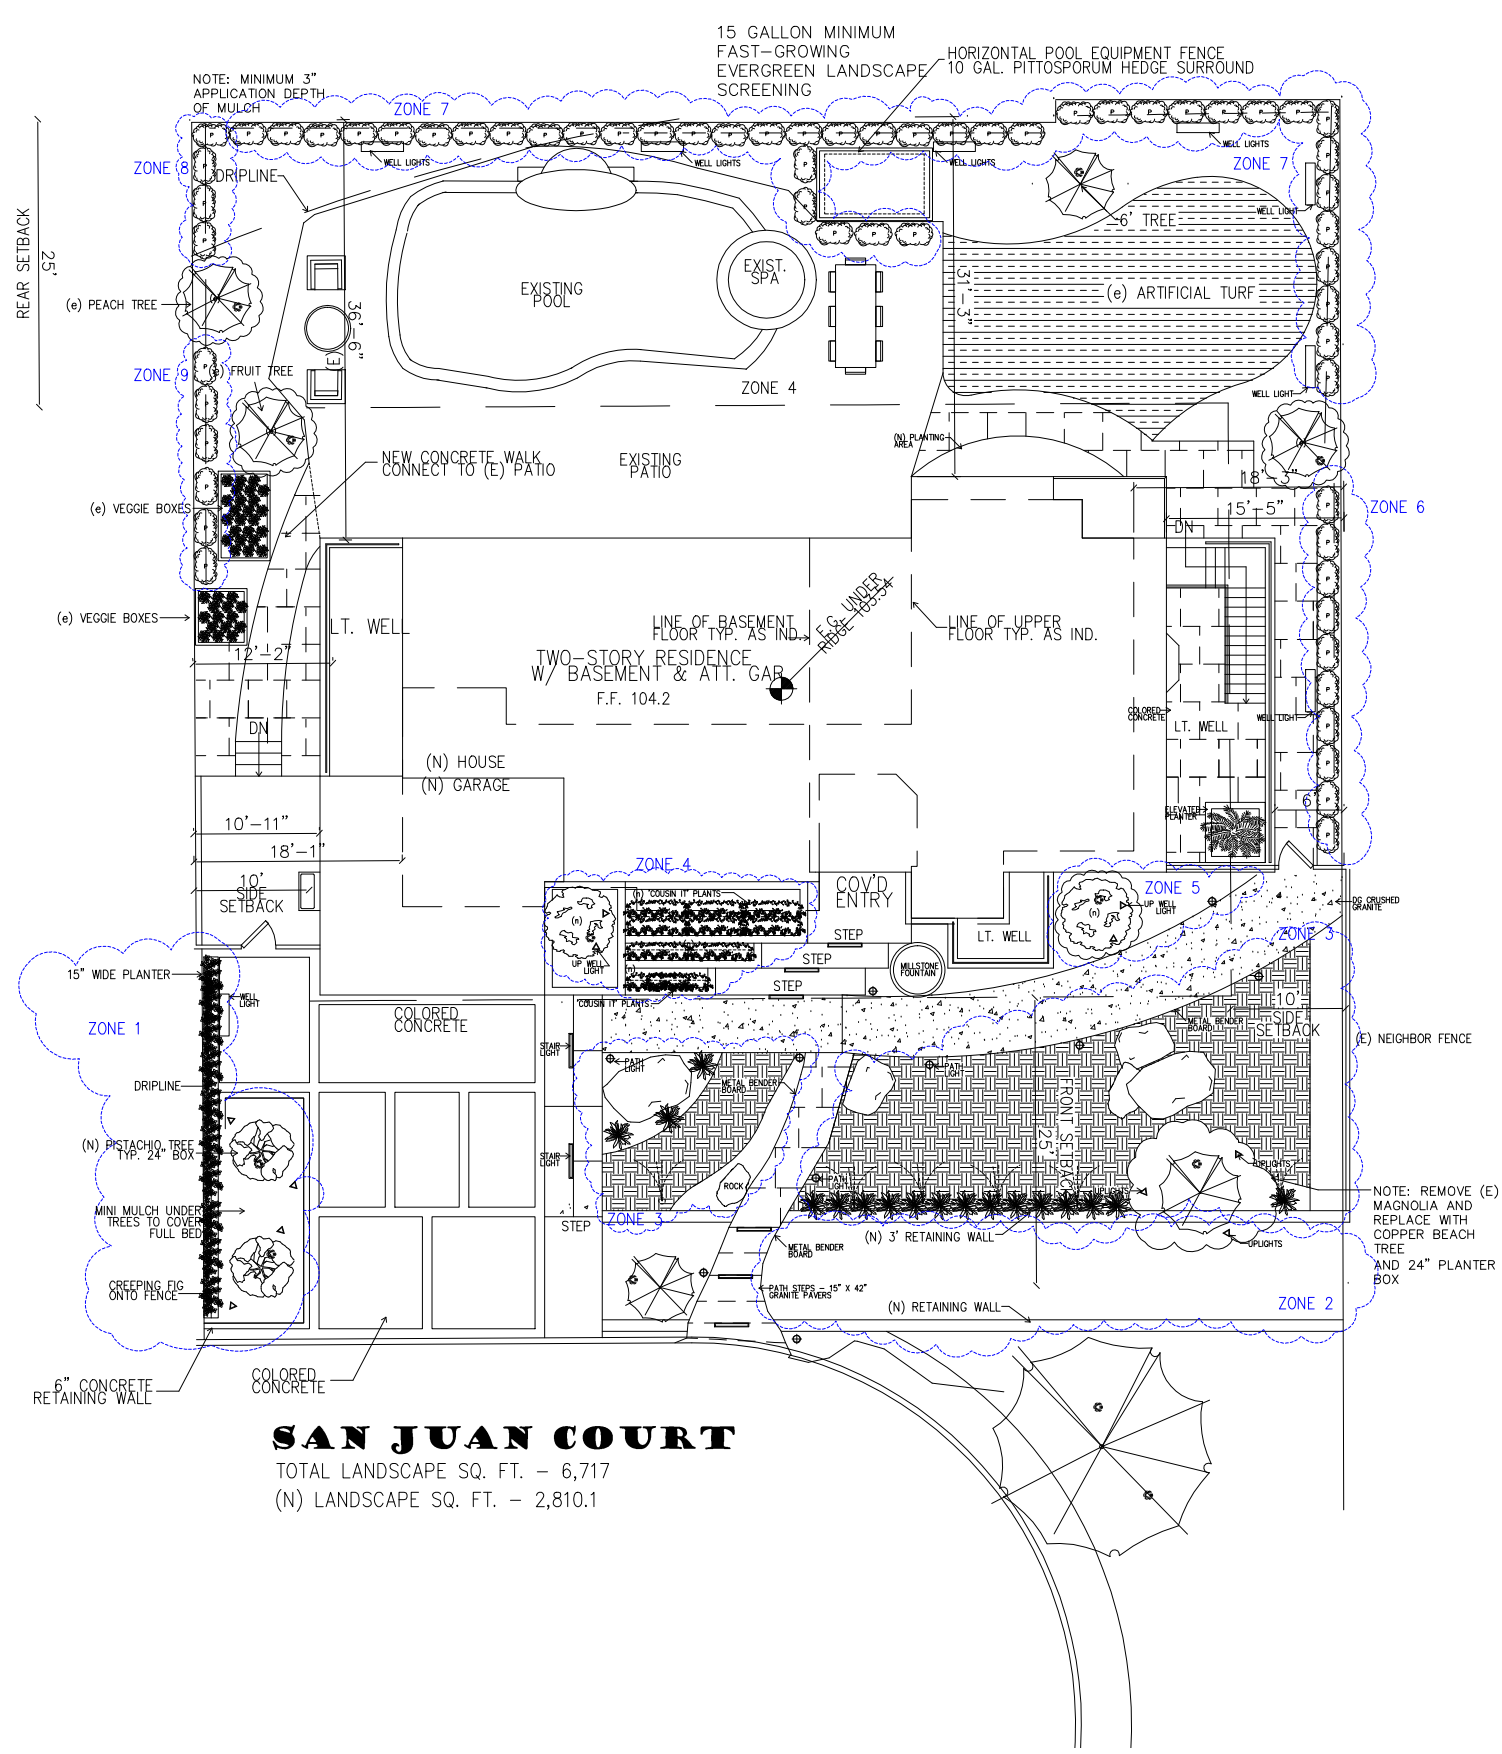 15 GALLON MINIMUM
FAST-GROWING
EVERGREEN LANDSCAPE
SCREENING
HORIZONTAL POOL EQUIPMENT FENCE
10 GAL. PITTOSPORUM HEDGE SURROUND
NOTE: MINIMUM 3"
APPLICATION DEPTH
OF MULCH
ZONE 7
WELL LIGHTS
WELL LIGHTS
WELL LIGHTS
WELL LIGHTS
ZONE 7
ZONE 8
DRIPLINE
REAR SETBACK
25'
6' TREE
WELL LIGHT
(e) PEACH TREE
EXISTING
POOL
EXIST.
SPA
31'-3"
(e) ARTIFICIAL TURF
36'-6"
(E)
ZONE 9
(e) FRUIT TREE
ZONE 4
WELL LIGHT
(N) PLANTING
AREA
NEW CONCRETE WALK
CONNECT TO (E) PATIO
EXISTING
PATIO
18'-3"
15'-5"
ZONE 6
DN
(e) VEGGIE BOXES
(e) VEGGIE BOXES
LT. WELL
12'-2"
LINE OF BASEMENT
FLOOR TYP. AS IND.
F.G. UNDER
RIDGE 103.54
LINE OF UPPER
FLOOR TYP. AS IND.
TWO-STORY RESIDENCE
W/ BASEMENT & ATT. GAR
F.F. 104.2
COLORED
CONCRETE
WELL LIGHT
LT. WELL
DN
(N) HOUSE
(N) GARAGE
ELEVATED
PLANTER
6'
10'-11"
18'-1"
10'
SIDE
SETBACK
ZONE 4
(n) "COUSIN IT" PLANTS
COV'D
ENTRY
ZONE 5
UP WELL
LIGHT
DG CRUSHED
GRANITE
(n)
(n)
STEP
STEP
STEP
LT. WELL
ZONE 3
UP WELL
LIGHT
MILLSTONE
FOUNTAIN
"COUSIN IT" PLANTS
15" WIDE PLANTER
WELL
LIGHT
ZONE 1
COLORED
CONCRETE
10'
SIDE
SETBACK
METAL BENDER
BOARD
(E) NEIGHBOR FENCE
STAIR
LIGHT
PATH
LIGHT
PATH
LIGHT
METAL BENDER
BOARD
DRIPLINE
FRONT SETBACK
25'
(N) PISTACHIO TREE
TYP. 24" BOX
STAIR
LIGHT
ROCK
PATH
LIGHT
UPLIGHTS
UPLIGHTS
UPLIGHTS
MINI MULCH UNDER
TREES TO COVER
FULL BED
STEP
ZONE 3
(N) 3' RETAINING WALL
METAL BENDER
BOARD
NOTE: REMOVE (E)
MAGNOLIA AND
REPLACE WITH
COPPER BEACH
TREE
AND 24" PLANTER
BOX
CREEPING FIG
ONTO FENCE
PATH STEPS - 15" X 42"
GRANITE PAVERS
(N) RETAINING WALL
ZONE 2
6" CONCRETE
RETAINING WALL
COLORED
CONCRETE
SAN JUAN COURT
TOTAL LANDSCAPE SQ. FT. - 6,717
(N) LANDSCAPE SQ. FT. - 2,810.1